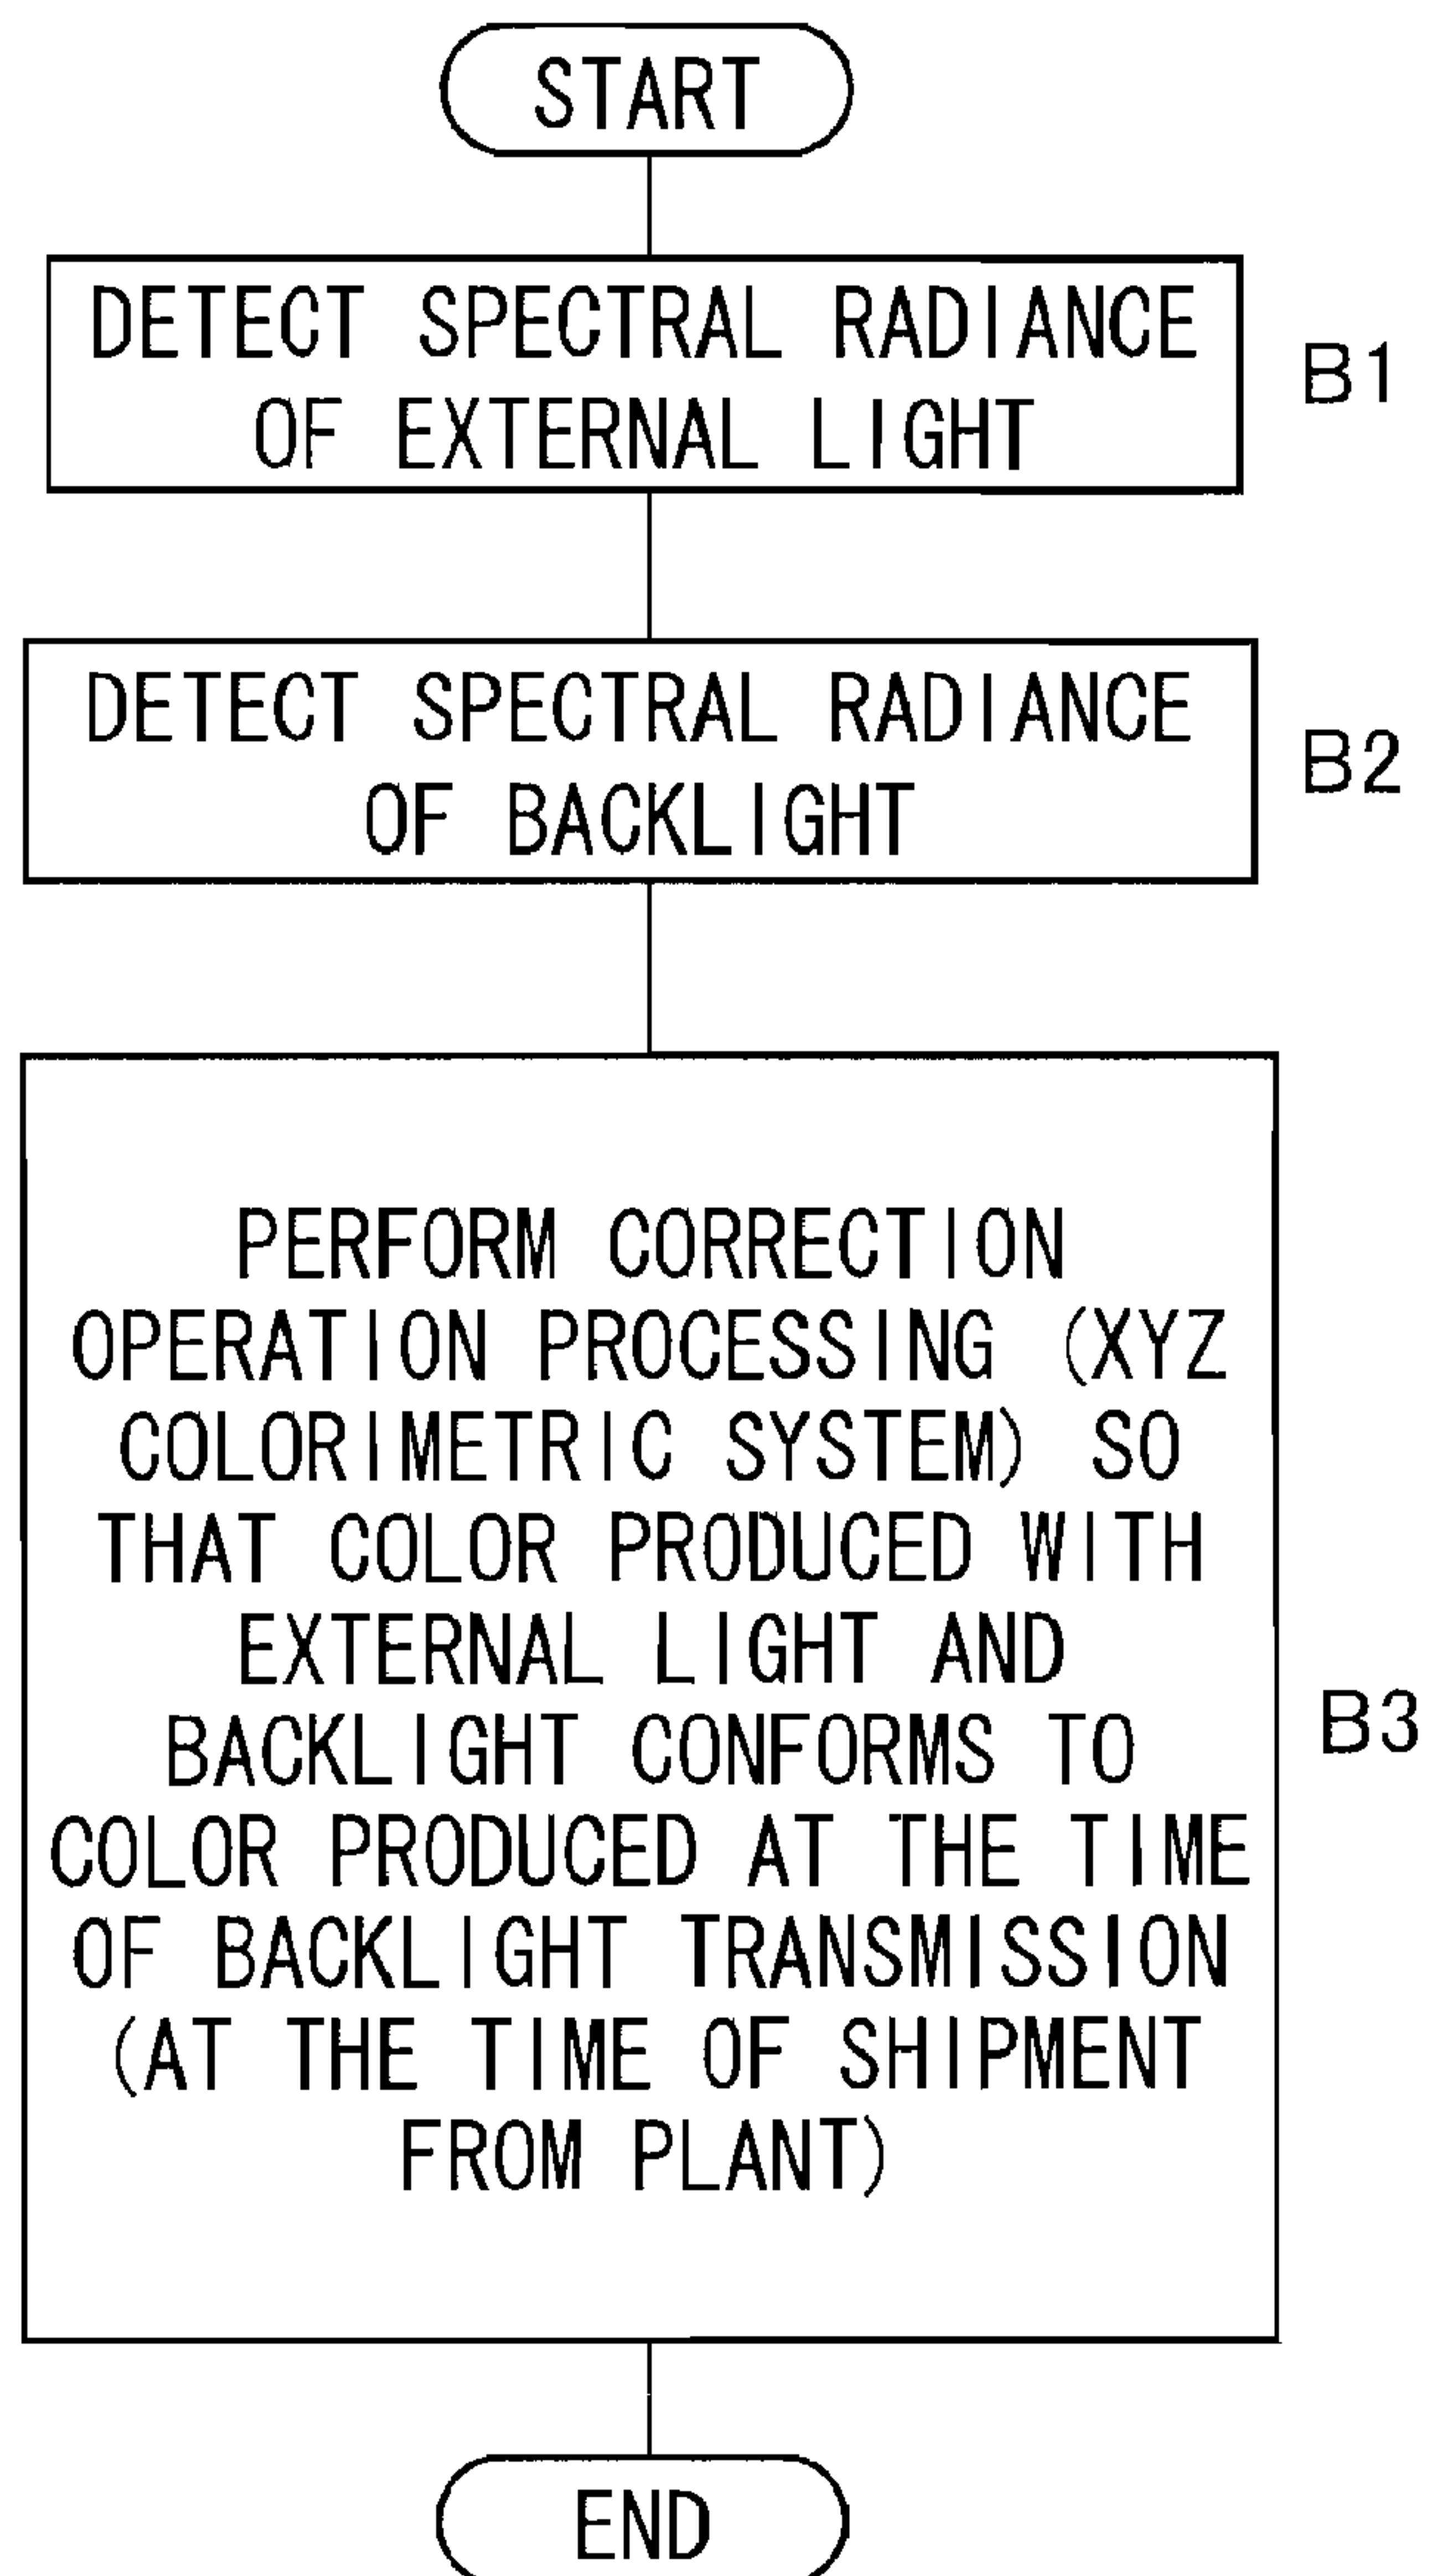 START
DETECT SPECTRAL RADIANCE
OF EXTERNAL LIGHT
B1
DETECT SPECTRAL RADIANCE
OF BACKLIGHT
B2
PERFORM CORRECTION
OPERATION PROCESSING (XYZ
COLORIMETRIC SYSTEM) SO
THAT COLOR PRODUCED WITH
EXTERNAL LIGHT AND
BACKLIGHT CONFORMS TO
COLOR PRODUCED AT THE TIME
OF BACKLIGHT TRANSMISSION
(AT THE TIME OF SHIPMENT
FROM PLANT)
B3
END